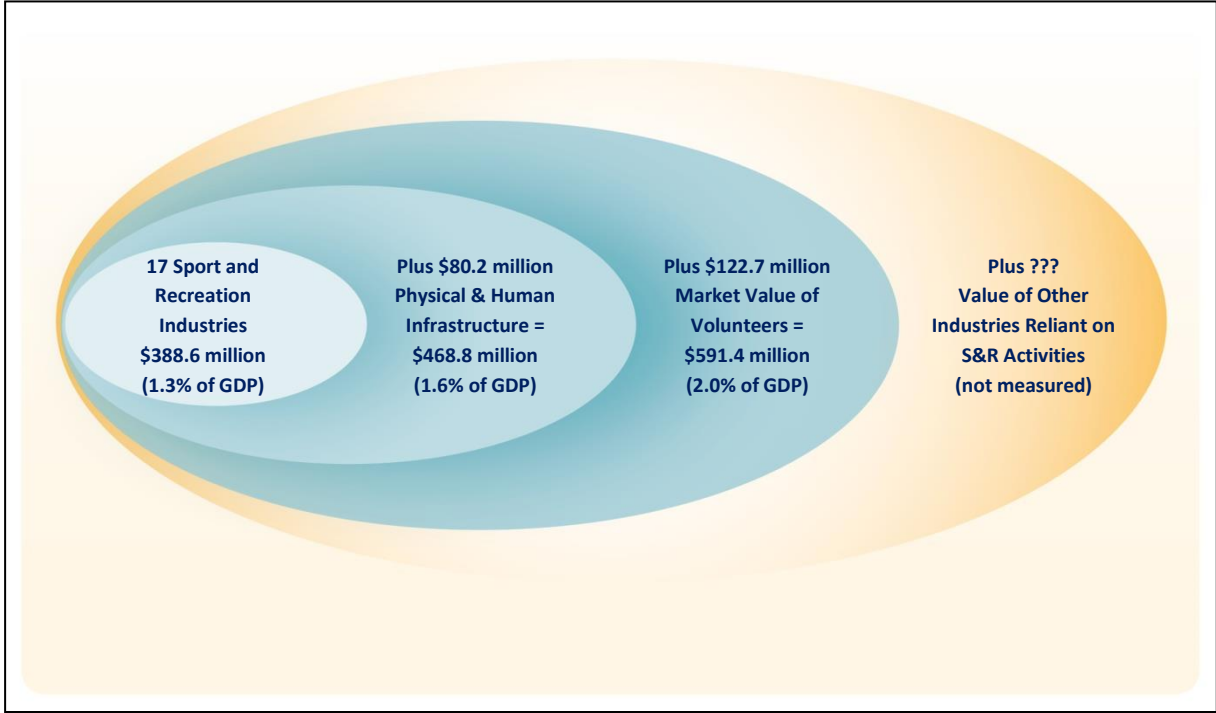 17 Sport and
Recreation
Industries
$388.6 million
(1.3% of GDP)
Plus $80.2 million
Physical & Human
Infrastructure =
$468.8 million
(1.6% of GDP)
Plus $122.7 million
Market Value of
Volunteers =
$591.4 million
(2.0% of GDP)
Plus ???
Value of Other
Industries Reliant on
S&R Activities
(not measured)